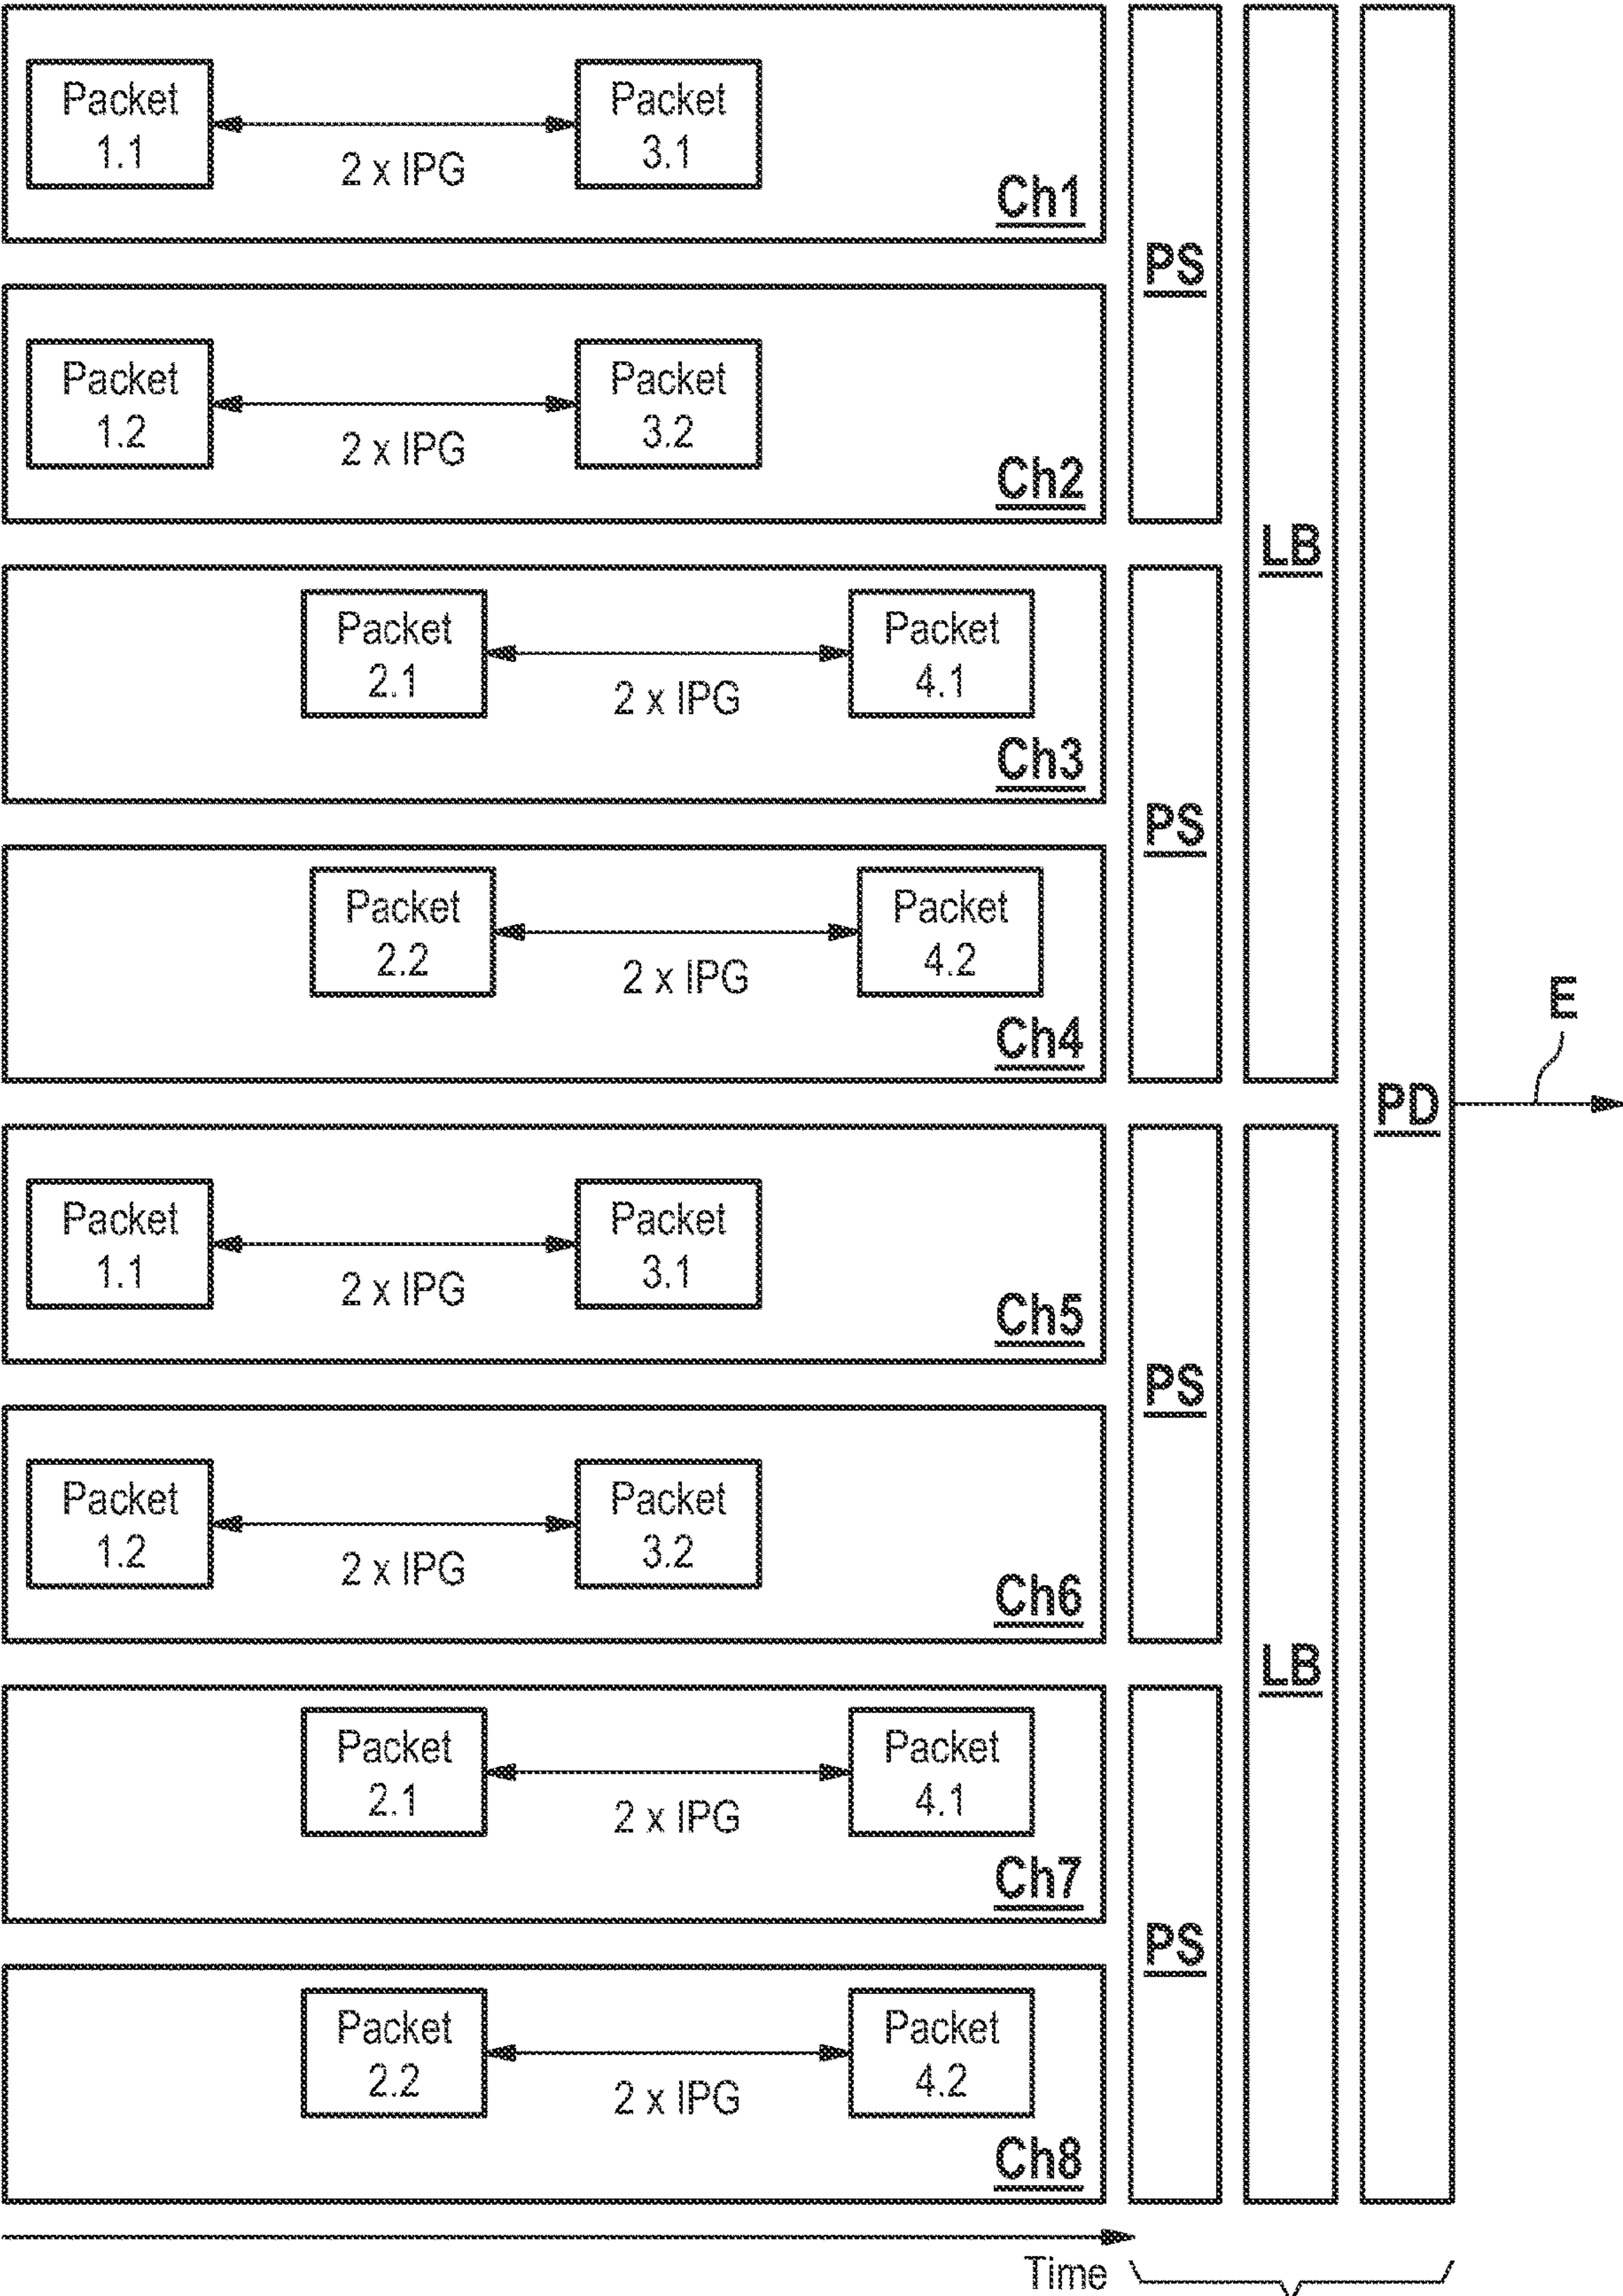 Packet
1.1
2 x IPG
Packet
3.1
Ch1
PS
Packet
1.2
2 x IPG
Packet
3.2
Ch2
LB
Packet
2.1
2 x IPG
Packet
4.1
Ch3
PS
Packet
2.2
2 x IPG
Packet
4.2
Ch4
E
PD
Packet
1.1
2 x IPG
Packet
3.1
Ch5
PS
Packet
1.2
2 x IPG
Packet
3.2
Ch6
LB
Packet
2.1
2 x IPG
Packet
4.1
Ch7
PS
Packet
2.2
2 x IPG
Packet
4.2
Ch8
Time